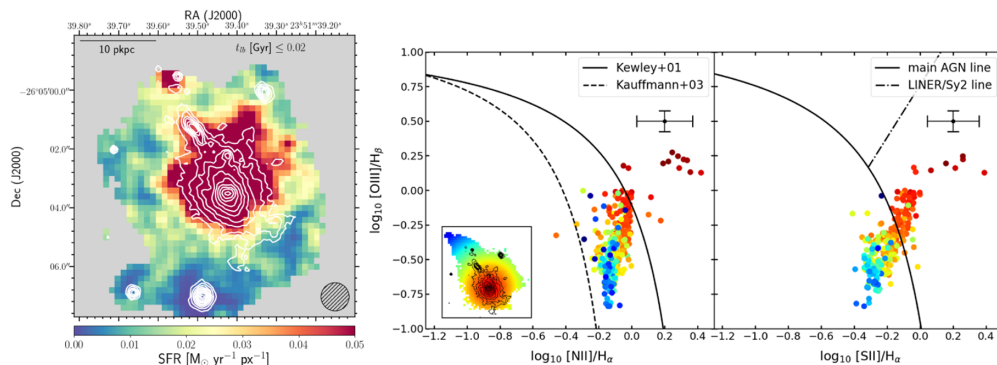 RA (J2000)
39.80° 39.70° 39.60° 39.50° 39.40° 39.30° 23°51′39.20°
10 pkpc
t_lb [Gyr] ≤ 0.02
Dec (J2000)
−26°05′00.0″
02.0″
04.0″
06.0″
0.00 0.01 0.02 0.03 0.04 0.05
SFR [M⊙ yr⁻¹ px⁻¹]
1.00
0.75
0.50
0.25
0.00
−0.25
−0.50
−0.75
−1.00
log₁₀ [OIII]/Hᵦ
Kewley+01
Kauffmann+03
−1.2 −1.0 −0.8 −0.6 −0.4 −0.2 0.0 0.2 0.4
log₁₀ [NII]/Hα
main AGN line
LINER/Sy2 line
−1.2 −1.0 −0.8 −0.6 −0.4 −0.2 0.0 0.2 0.4
log₁₀ [SII]/Hα